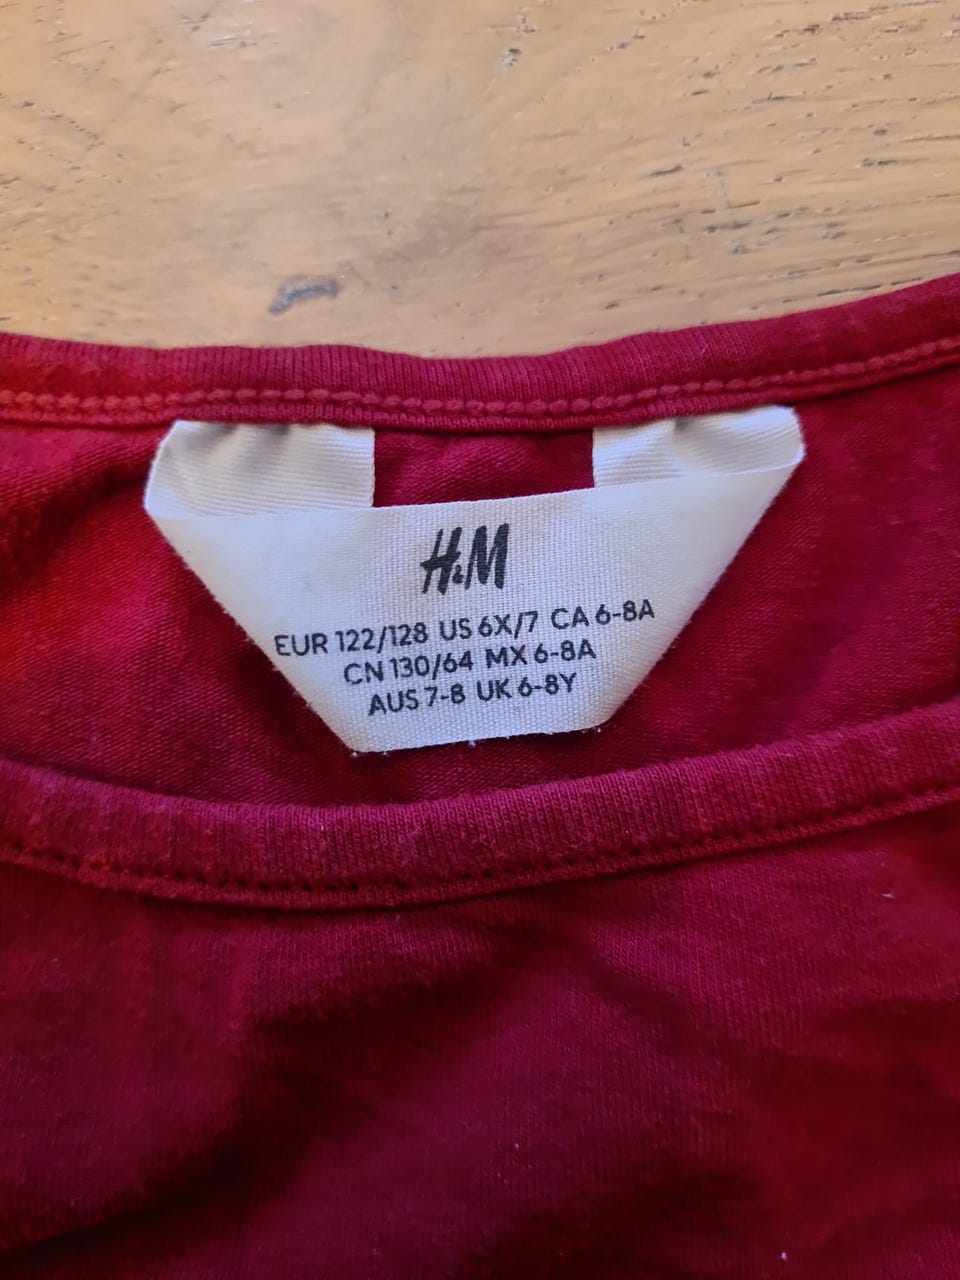 H&M
EUR 122/128 US 6X/7 CA 6-8A
CN 130/64 MX 6-8A
AUS 7-8 UK 6-8Y